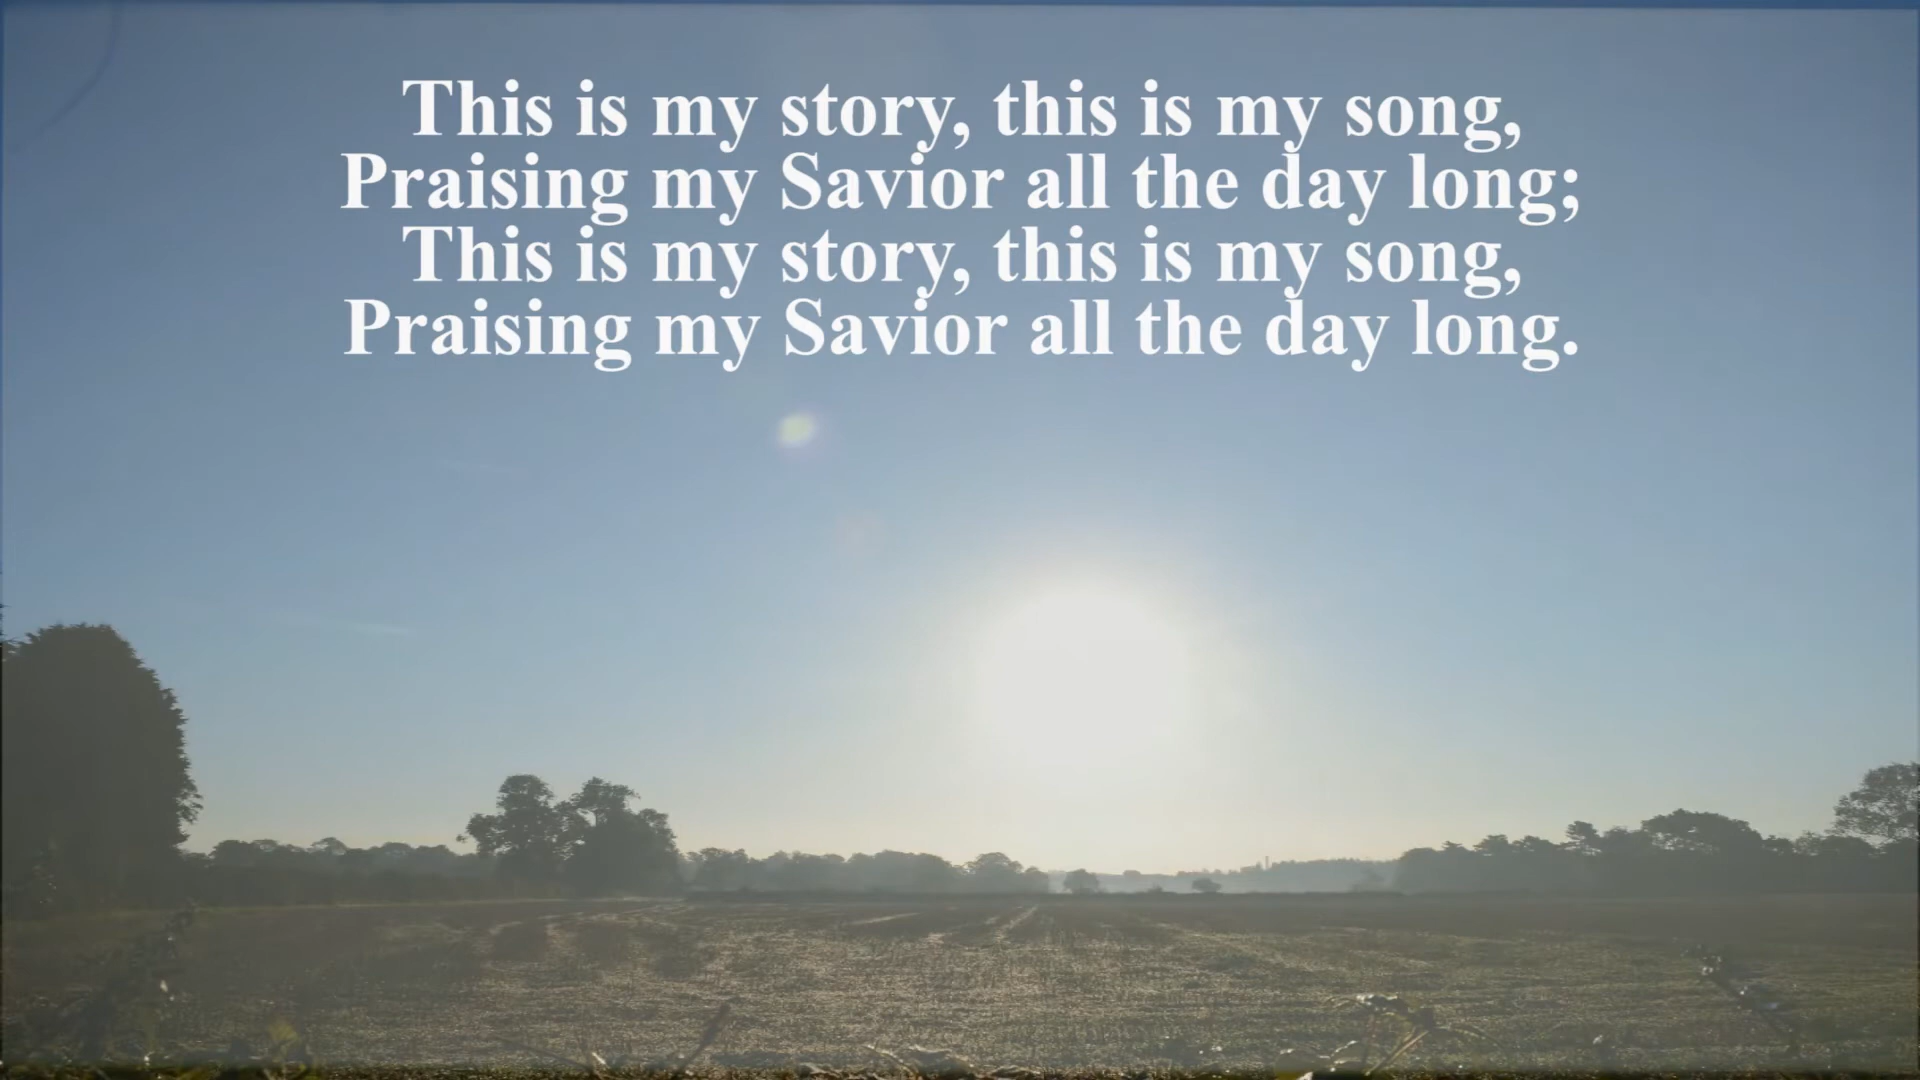 This is my story, this is my song,
Praising my Savior all the day long;
This is my story, this is my song,
Praising my Savior all the day long.